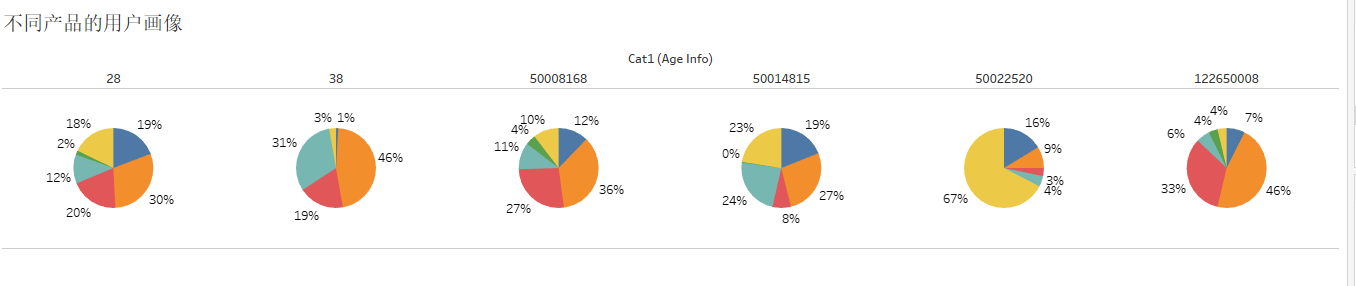 不同产品的用户画像
Cat1 (Age Info)
28 38 50008168 50014815 50022520 122650008
18% 19% 2% 12% 20% 30%
3% 1% 31% 46% 19%
10% 12% 4% 11% 36% 27%
23% 19% 0% 24% 27% 8%
16% 9% 3% 4% 67%
4% 7% 4% 6% 33% 46%